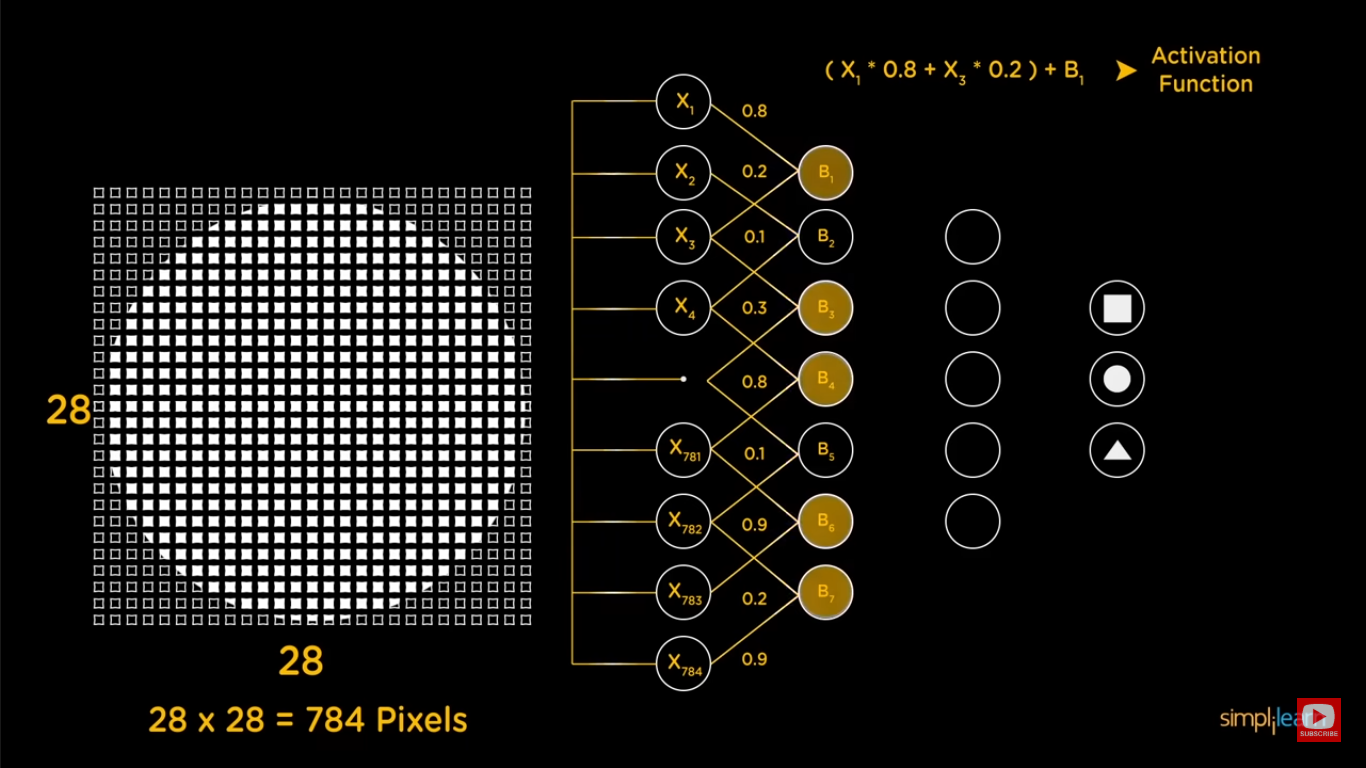 ( X₁ * 0.8 + X₃ * 0.2 ) + B₁
Activation
Function
X₁
0.8
X₂
0.2
B₁
X₃
0.1
B₂
X₄
0.3
B₃
0.8
B₄
X₇₈₁
0.1
B₅
X₇₈₂
0.9
B₆
X₇₈₃
0.2
B₇
X₇₈₄
0.9
28
28
28 x 28 = 784 Pixels
simplilearn
SUBSCRIBE